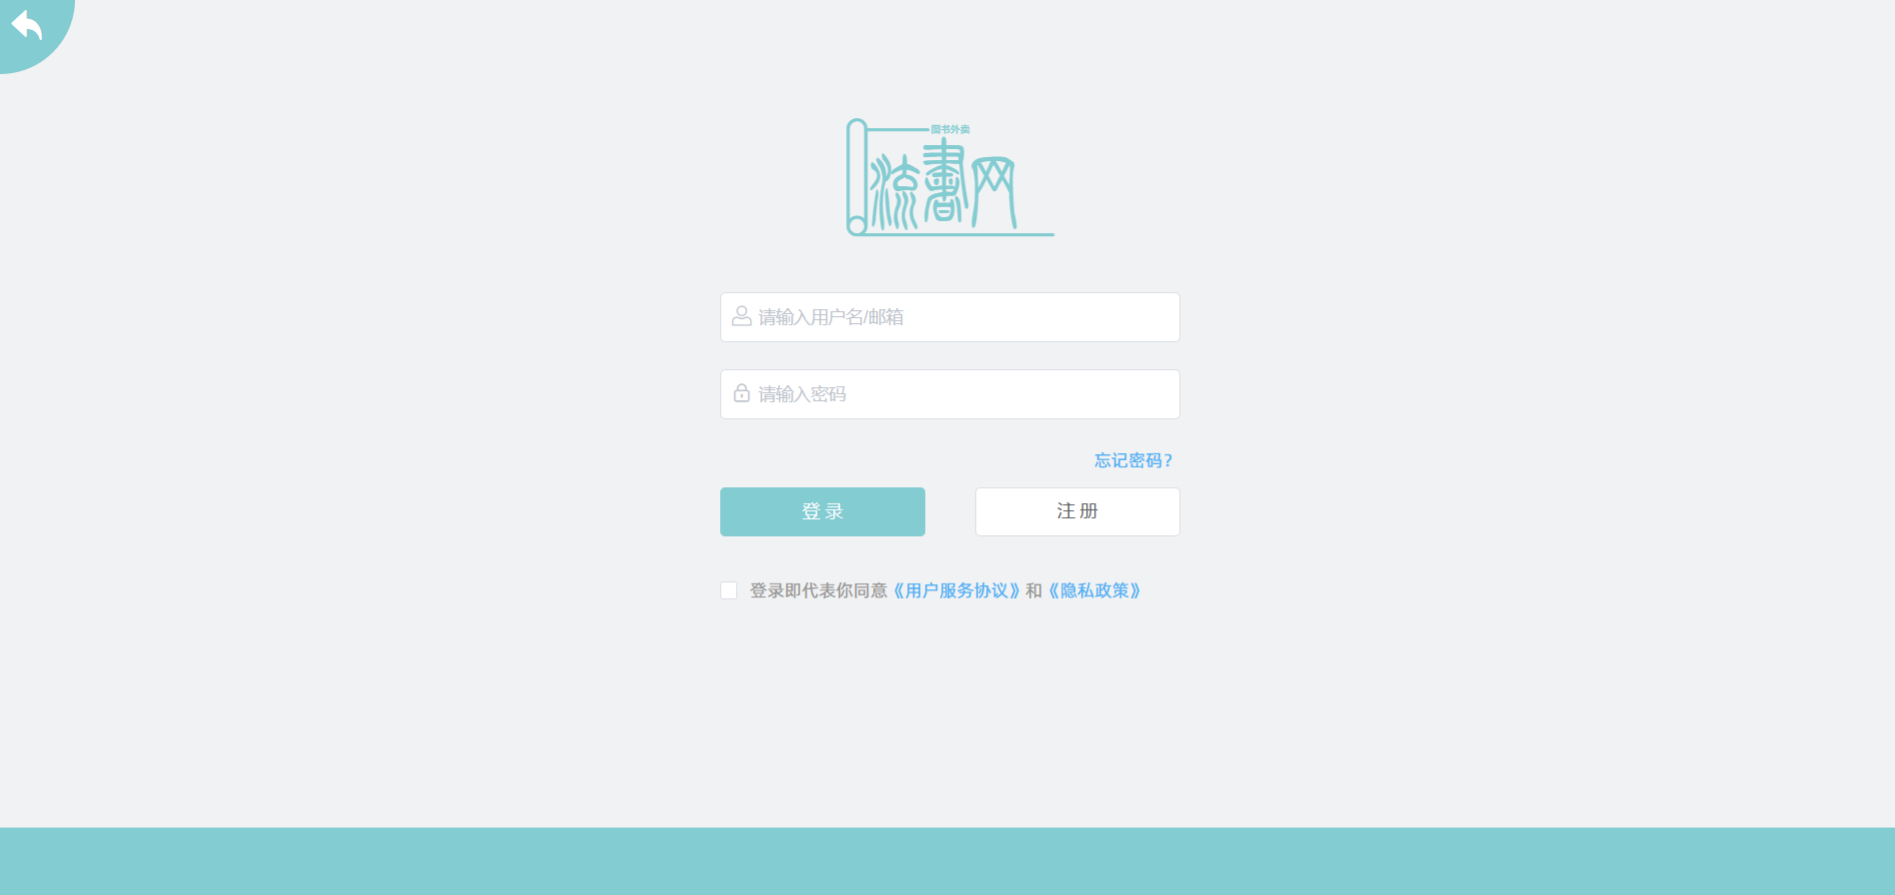 图书外卖
流書网
请输入用户名/邮箱
请输入密码
忘记密码?
登录 注册
登录即代表你同意《用户服务协议》和《隐私政策》